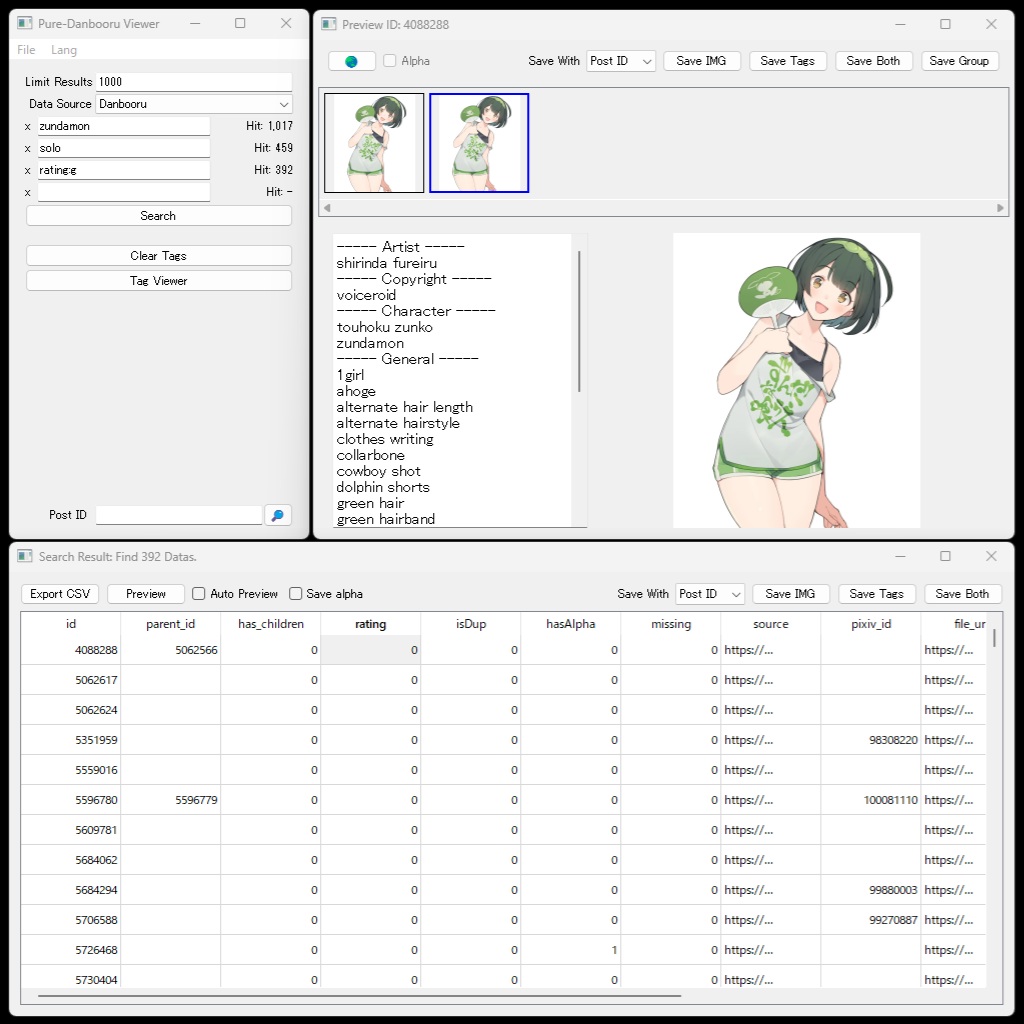 Pure-Danbooru Viewer
File Lang
Limit Results 1000
Data Source Danbooru
x zundamon Hit: 1,017
x solo Hit: 459
x rating:g Hit: 392
x Hit: -
Search
Clear Tags
Tag Viewer
Post ID
Preview ID: 4088288
Alpha Save With Post ID Save IMG Save Tags Save Both Save Group
----- Artist -----
shirinda fureiru
----- Copyright -----
voiceroid
----- Character -----
touhoku zunko
zundamon
----- General -----
1girl
ahoge
alternate hair length
alternate hairstyle
clothes writing
collarbone
cowboy shot
dolphin shorts
green hair
green hairband
Search Result: Find 392 Datas.
Export CSV Preview Auto Preview Save alpha Save With Post ID Save IMG Save Tags Save Both
id parent_id has_children rating isDup hasAlpha missing source pixiv_id file_ur
4088288 5062566 0 0 0 0 0 https://... https://...
5062617 0 0 0 0 0 https://... https://...
5062624 0 0 0 0 0 https://... https://...
5351959 0 0 0 0 0 https://... 98308220 https://...
5559016 0 0 0 0 0 https://... https://...
5596780 5596779 0 0 0 0 0 https://... 100081110 https://...
5609781 0 0 0 0 0 https://... https://...
5684062 0 0 0 0 0 https://... https://...
5684294 0 0 0 0 0 https://... 99880003 https://...
5706588 0 0 0 0 0 https://... 99270887 https://...
5726468 0 0 0 1 0 https://... https://...
5730404 0 0 0 0 0 https://... https://...